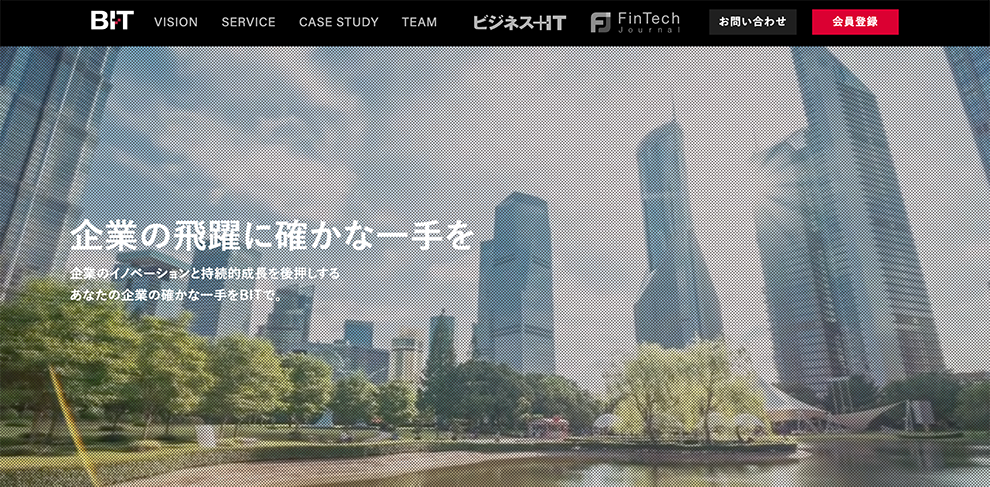 BIT
VISION
SERVICE
CASE STUDY
TEAM
ビジネス+IT
FinTech
Journal
お問い合わせ
会員登録
企業の飛躍に確かな一手を
企業のイノベーションと持続的成長を後押しする
あなたの企業の確かな一手をBITで。